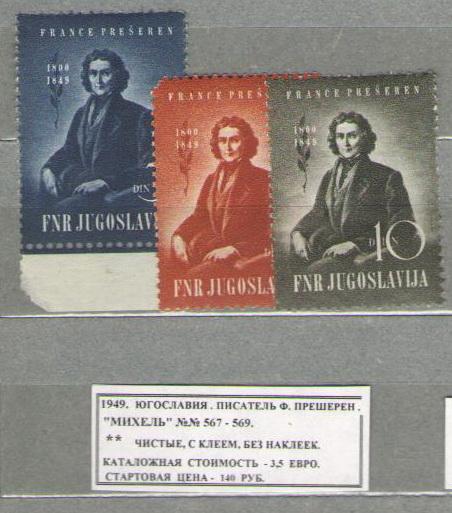 FRANCE PREŠEREN
1800
1849
DIN
FNR JUGOSLAVIJ
FRANCE PREŠ
1800
1849
FNR JUGOSLA
FRANCE PREŠEREN
1800
1849
DIN 10
FNR JUGOSLAVIJA
1949. ЮГОСЛАВИЯ. ПИСАТЕЛЬ Ф. ПРЕШЕРЕН.
"МИХЕЛЬ" №№ 567 - 569.
** ЧИСТЫЕ, С КЛЕЕМ, БЕЗ НАКЛЕЕК.
КАТАЛОЖНАЯ СТОИМОСТЬ - 3,5 ЕВРО.
СТАРТОВАЯ ЦЕНА - 140 РУБ.